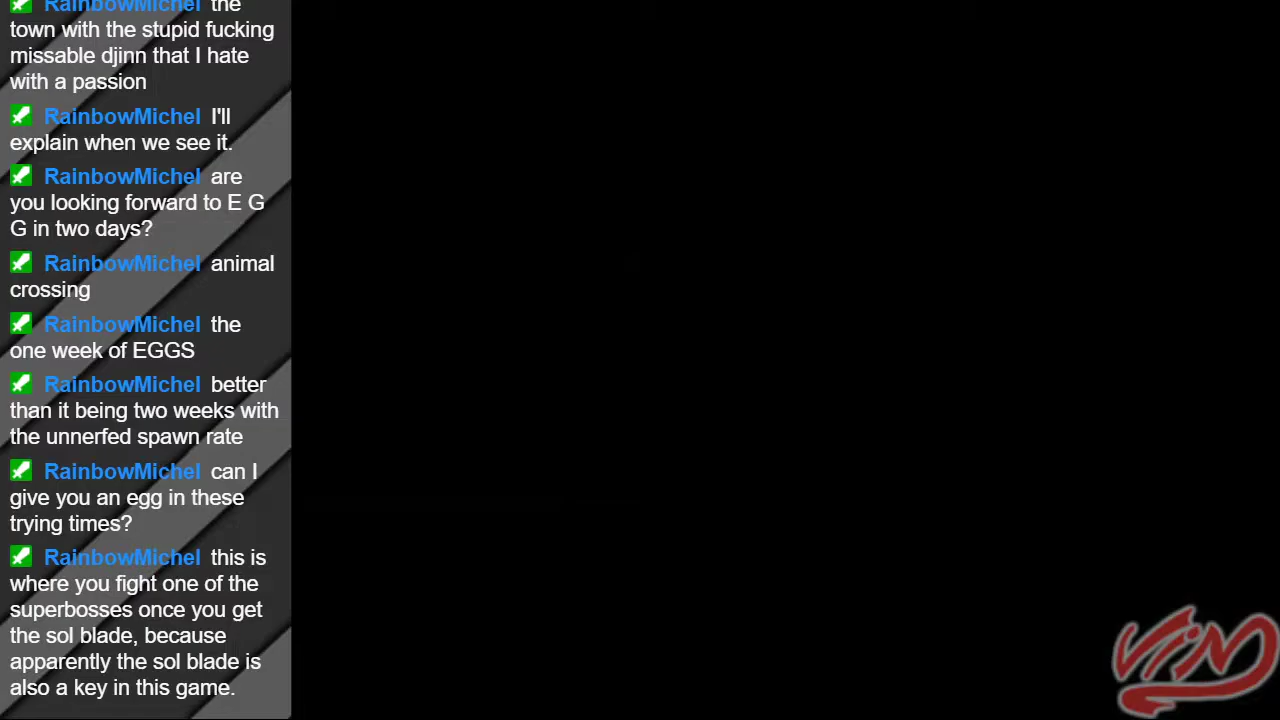 RainbowMichel the
town with the stupid fucking
missable djinn that I hate
with a passion
RainbowMichel I'll
explain when we see it.
RainbowMichel are
you looking forward to E G
G in two days?
RainbowMichel animal
crossing
RainbowMichel the
one week of EGGS
RainbowMichel better
than it being two weeks with
the unnerfed spawn rate
RainbowMichel can I
give you an egg in these
trying times?
RainbowMichel this is
where you fight one of the
superbosses once you get
the sol blade, because
apparently the sol blade is
also a key in this game.